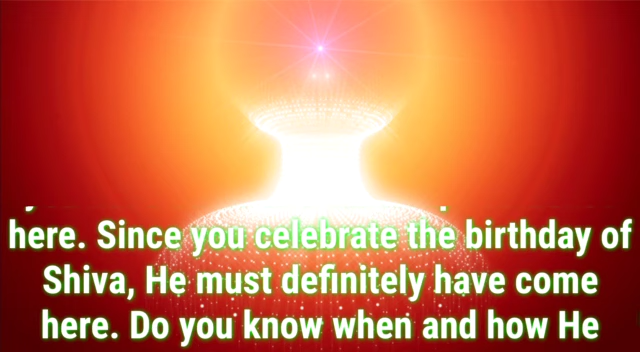 here. Since you celebrate the birthday of
Shiva, He must definitely have come
here. Do you know when and how He